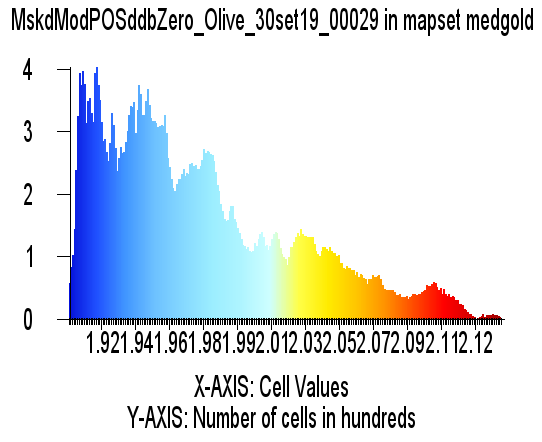 MskdModPOSddbZero_Olive_30set19_00029 in mapset medgold
4
3
2
1
0
1.921.941.961.981.992.012.032.052.072.092.112.12
X-AXIS: Cell Values
Y-AXIS: Number of cells in hundreds